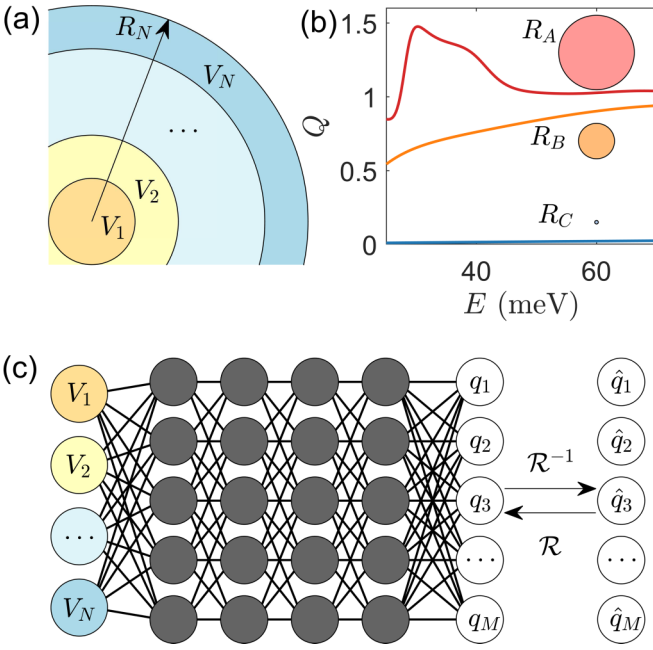 (a)
R_N
V_N
...
V_2
V_1
(b)
Q
1.5
1
0.5
0
R_A
R_B
R_C
40
60
E (meV)
(c)
V_1
V_2
...
V_N
q_1
q_2
q_3
...
q_M
R^{-1}
R
q̂_1
q̂_2
q̂_3
...
q̂_M